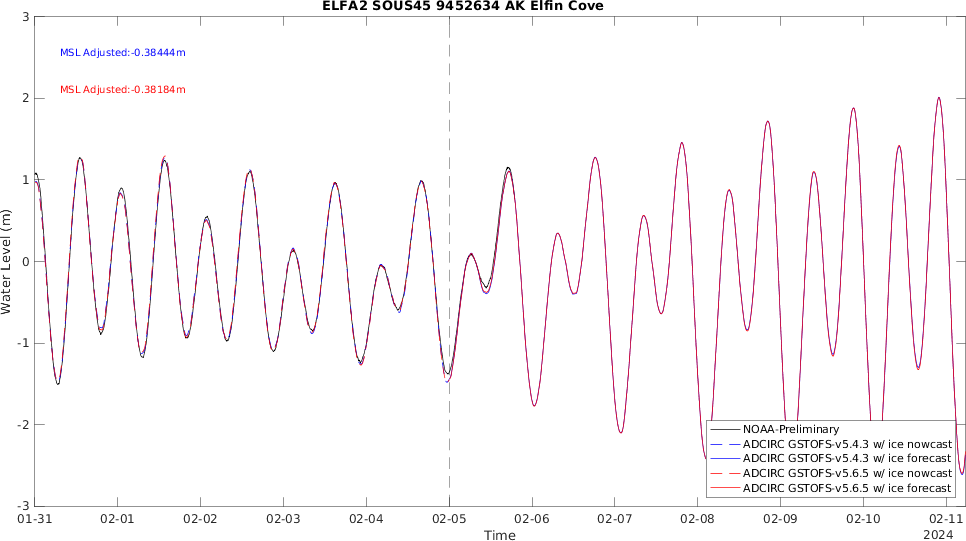 ELFA2 SOUS45 9452634 AK Elfin Cove
MSL Adjusted:-0.38444m
MSL Adjusted:-0.38184m
Water Level (m)
3
2
1
0
-1
-2
-3
NOAA-Preliminary
ADCIRC GSTOFS-v5.4.3 w/ ice nowcast
ADCIRC GSTOFS-v5.4.3 w/ ice forecast
ADCIRC GSTOFS-v5.6.5 w/ ice nowcast
ADCIRC GSTOFS-v5.6.5 w/ ice forecast
01-31 02-01 02-02 02-03 02-04 02-05 02-06 02-07 02-08 02-09 02-10 02-11
Time
2024